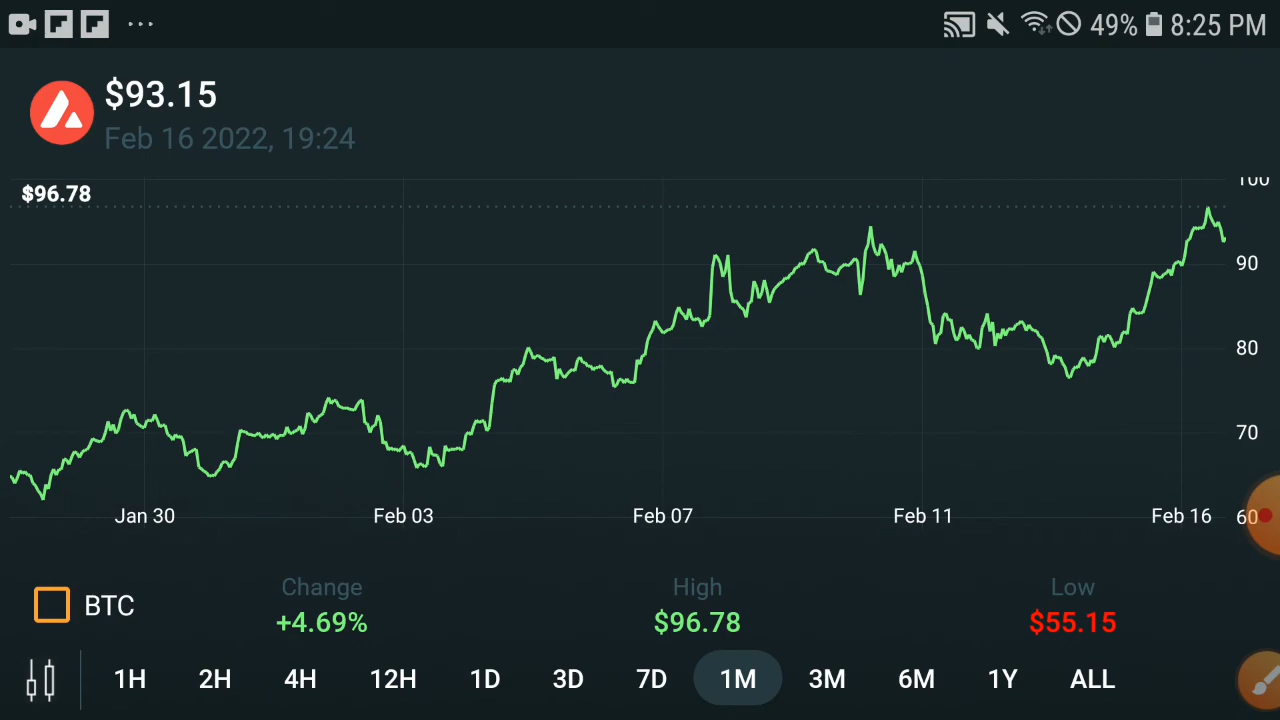 49% 8:25 PM
$93.15
Feb 16 2022, 19:24
$96.78
100
90
80
70
60
Jan 30 Feb 03 Feb 07 Feb 11 Feb 16
BTC
Change High Low
+4.69% $96.78 $55.15
1H 2H 4H 12H 1D 3D 7D 1M 3M 6M 1Y ALL